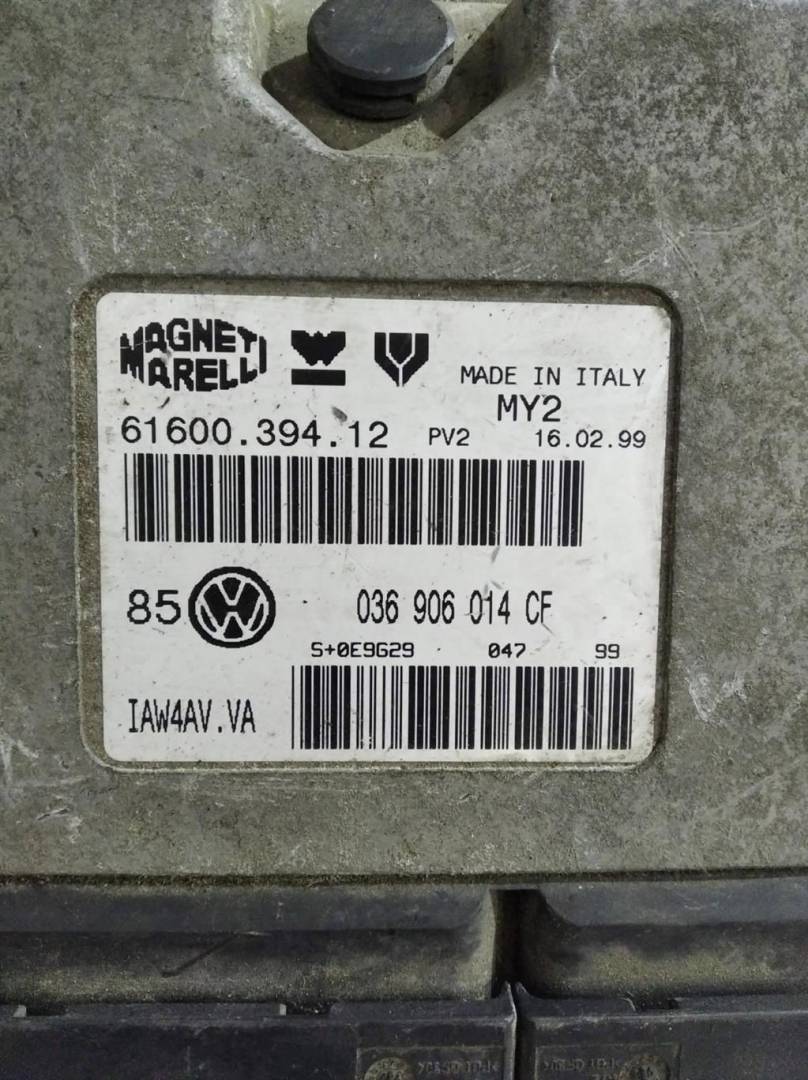 MAGNETI
MARELLI
MADE IN ITALY
MY2
61600.394.12 PV2 16.02.99
85 VW 036 906 014 CF
S+0E9G29 047 99
IAW4AV.VA